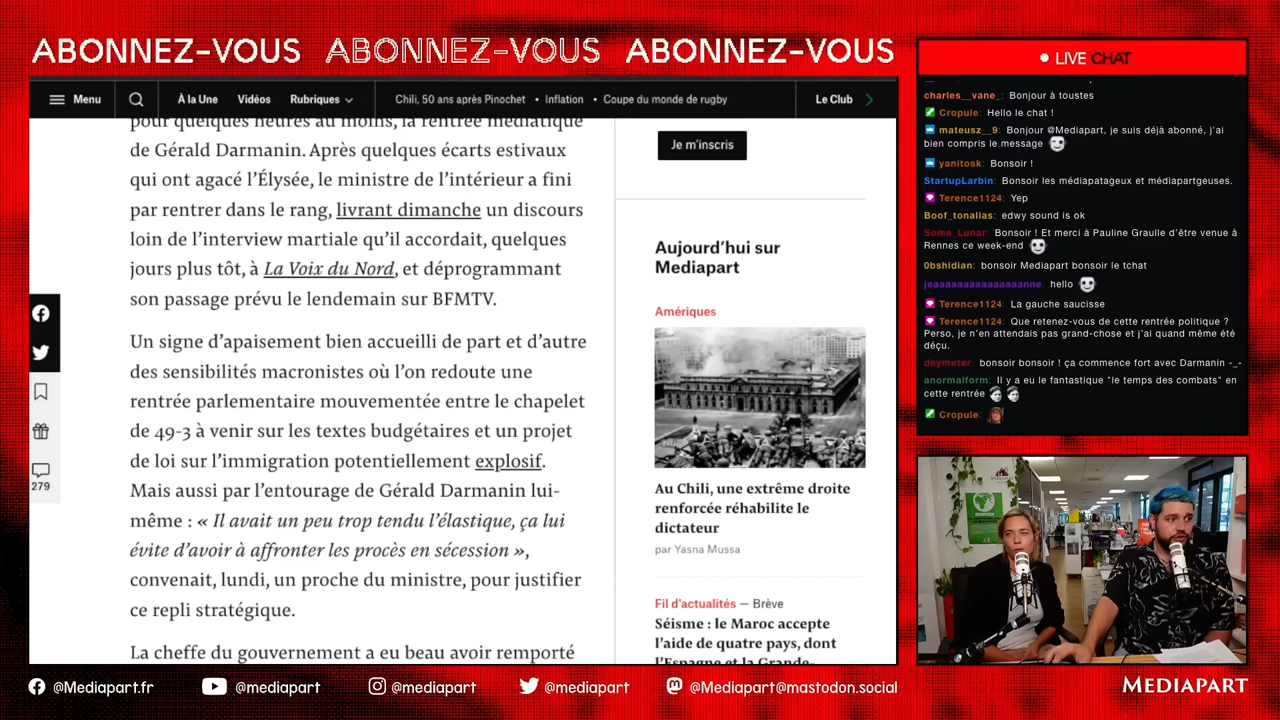 ABONNEZ-VOUS ABONNEZ-VOUS ABONNEZ-VOUS
Menu
À la Une Vidéos Rubriques
Chili, 50 ans après Pinochet • Inflation • Coupe du monde de rugby
Le Club
pour quelques heures au moins, la rentrée médiatique
de Gérald Darmanin. Après quelques écarts estivaux
qui ont agacé l’Élysée, le ministre de l’intérieur a fini
par rentrer dans le rang, livrant dimanche un discours
loin de l’interview martiale qu’il accordait, quelques
jours plus tôt, à La Voix du Nord, et déprogrammant
son passage prévu le lendemain sur BFMTV.
Un signe d’apaisement bien accueilli de part et d’autre
des sensibilités macronistes où l’on redoute une
rentrée parlementaire mouvementée entre le chapelet
de 49-3 à venir sur les textes budgétaires et un projet
de loi sur l’immigration potentiellement explosif.
Mais aussi par l’entourage de Gérald Darmanin lui-
même : « Il avait un peu trop tendu l’élastique, ça lui
évite d’avoir à affronter les procès en sécession »,
convenait, lundi, un proche du ministre, pour justifier
ce repli stratégique.
La cheffe du gouvernement a eu beau avoir remporté
279
Je m’inscris
Aujourd’hui sur
Mediapart
Amériques
Au Chili, une extrême droite
renforcée réhabilite le
dictateur
par Yasna Mussa
Fil d’actualités — Brève
Séisme : le Maroc accepte
l’aide de quatre pays, dont
l’Espagne et la Grande-
LIVE CHAT
charles__vane_: Bonjour à toustes
Cropule: Hello le chat !
mateusz__9: Bonjour @Mediapart, je suis déjà abonné, j’ai
bien compris le message
yanitosk: Bonsoir !
StartupLarbin: Bonsoir les médiapatageux et médiapartgeuses.
Terence1124: Yep
Boof_tonalias: edwy sound is ok
Some_Lunar: Bonsoir ! Et merci à Pauline Graulle d’être venue à
Rennes ce week-end
0bshidian: bonsoir Mediapart bonsoir le tchat
jeaaaaaaaaaaaaaaanne: hello
Terence1124: La gauche saucisse
Terence1124: Que retenez-vous de cette rentrée politique ?
Perso, je n’en attendais pas grand-chose et j’ai quand même été
déçu.
deymeter: bonsoir bonsoir ! ça commence fort avec Darmanin -_-
anormalform: Il y a eu le fantastique "le temps des combats" en
cette rentrée
Cropule:
@Mediapart.fr @mediapart @mediapart @mediapart @Mediapart@mastodon.social
MEDIAPART